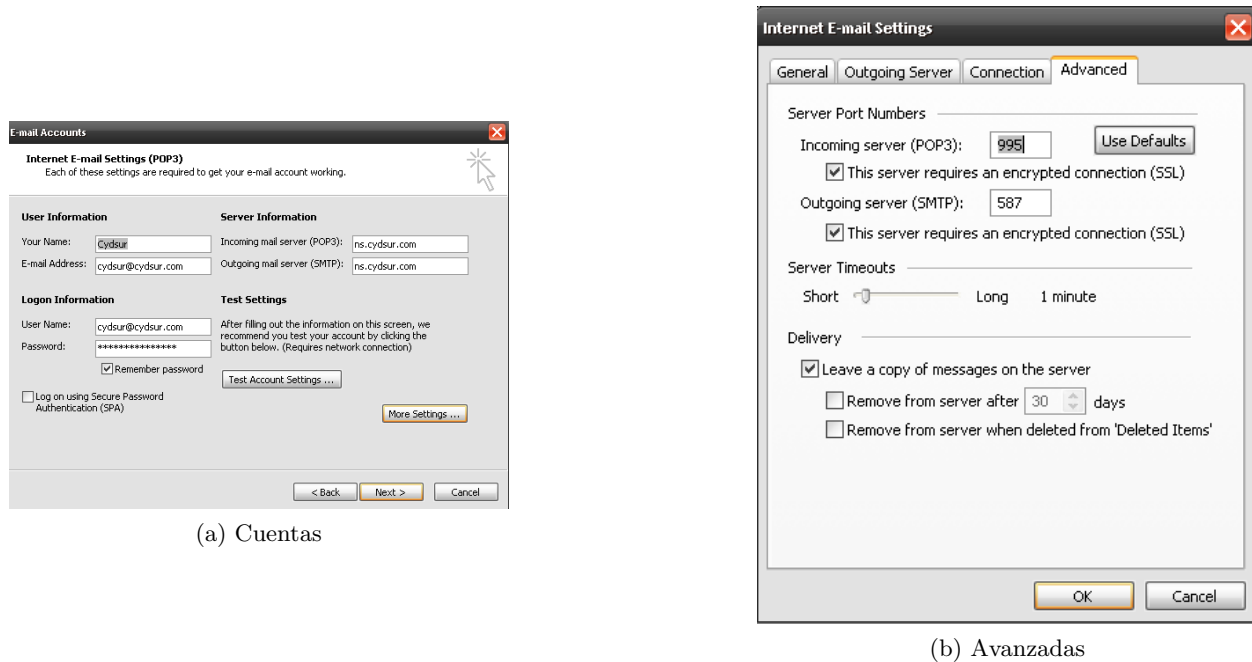 E-mail Accounts
Internet E-mail Settings (POP3)
Each of these settings are required to get your e-mail account working.
User Information
Your Name: Cydsur
E-mail Address: cydsur@cydsur.com
Server Information
Incoming mail server (POP3): ns.cydsur.com
Outgoing mail server (SMTP): ns.cydsur.com
Logon Information
User Name: cydsur@cydsur.com
Password: ***************
Remember password
Log on using Secure Password
Authentication (SPA)
Test Settings
After filling out the information on this screen, we
recommend you test your account by clicking the
button below. (Requires network connection)
Test Account Settings ...
More Settings ...
< Back Next > Cancel
(a) Cuentas
Internet E-mail Settings
General Outgoing Server Connection Advanced
Server Port Numbers
Incoming server (POP3): 995 Use Defaults
This server requires an encrypted connection (SSL)
Outgoing server (SMTP): 587
This server requires an encrypted connection (SSL)
Server Timeouts
Short Long 1 minute
Delivery
Leave a copy of messages on the server
Remove from server after 30 days
Remove from server when deleted from 'Deleted Items'
OK Cancel
(b) Avanzadas